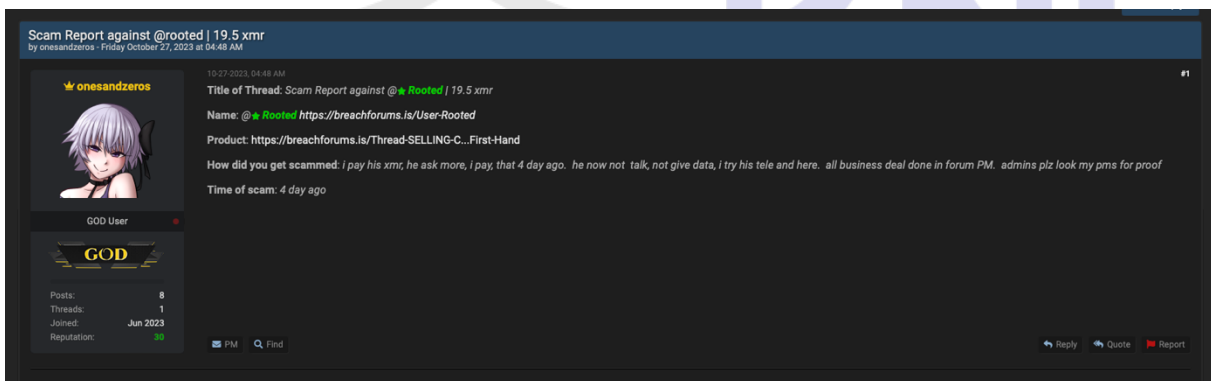 Scam Report against @rooted | 19.5 xmr
by onesandzeros - Friday October 27, 2023 at 04:48 AM
onesandzeros
GOD User
GOD
Posts: 8
Threads: 1
Joined: Jun 2023
Reputation: 30
10-27-2023, 04:48 AM
#1
Title of Thread: Scam Report against @ Rooted | 19.5 xmr
Name: @ Rooted https://breachforums.is/User-Rooted
Product: https://breachforums.is/Thread-SELLING-C...First-Hand
How did you get scammed: i pay his xmr, he ask more, i pay, that 4 day ago. he now not talk, not give data, i try his tele and here. all business deal done in forum PM. admins plz look my pms for proof
Time of scam: 4 day ago
PM Find
Reply Quote Report